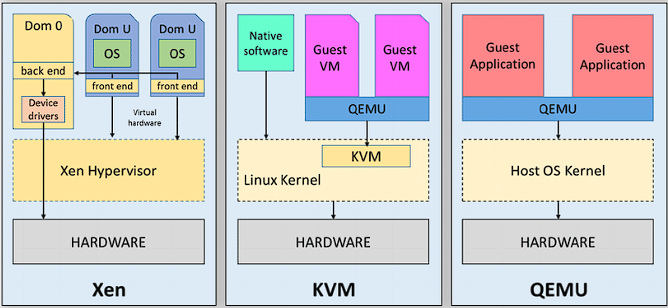 Dom 0
back end
Device
drivers
Dom U
OS
front end
Dom U
OS
front end
Virtual
hardware
Xen Hypervisor
HARDWARE
Xen
Native
software
Guest
VM
Guest
VM
QEMU
KVM
Linux Kernel
HARDWARE
KVM
Guest
Application
Guest
Application
QEMU
Host OS Kernel
HARDWARE
QEMU